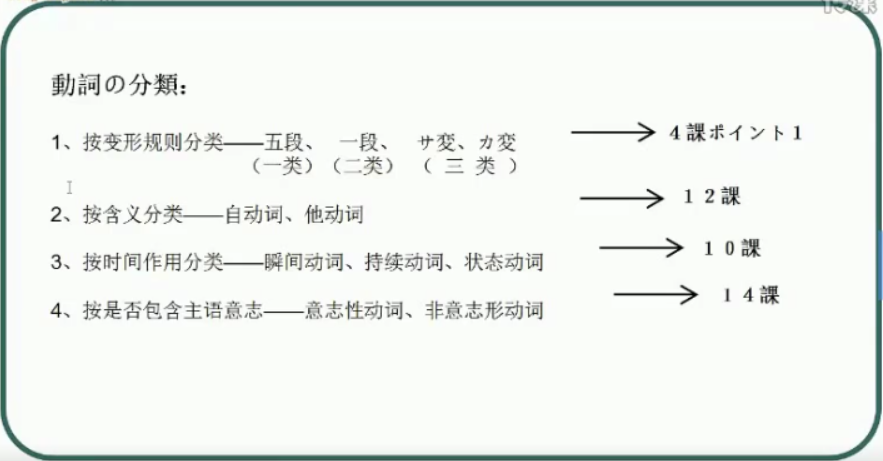 動詞の分類：
1、按变形规则分类——五段、 一段、 サ変、カ変 → 4課ポイント1
（一类）（二类） （ 三 类 ）
2、按含义分类——自动词、他动词 → 12課
3、按时间作用分类——瞬间动词、持续动词、状态动词 → 10課
4、按是否包含主语意志——意志性动词、非意志形动词 → 14課